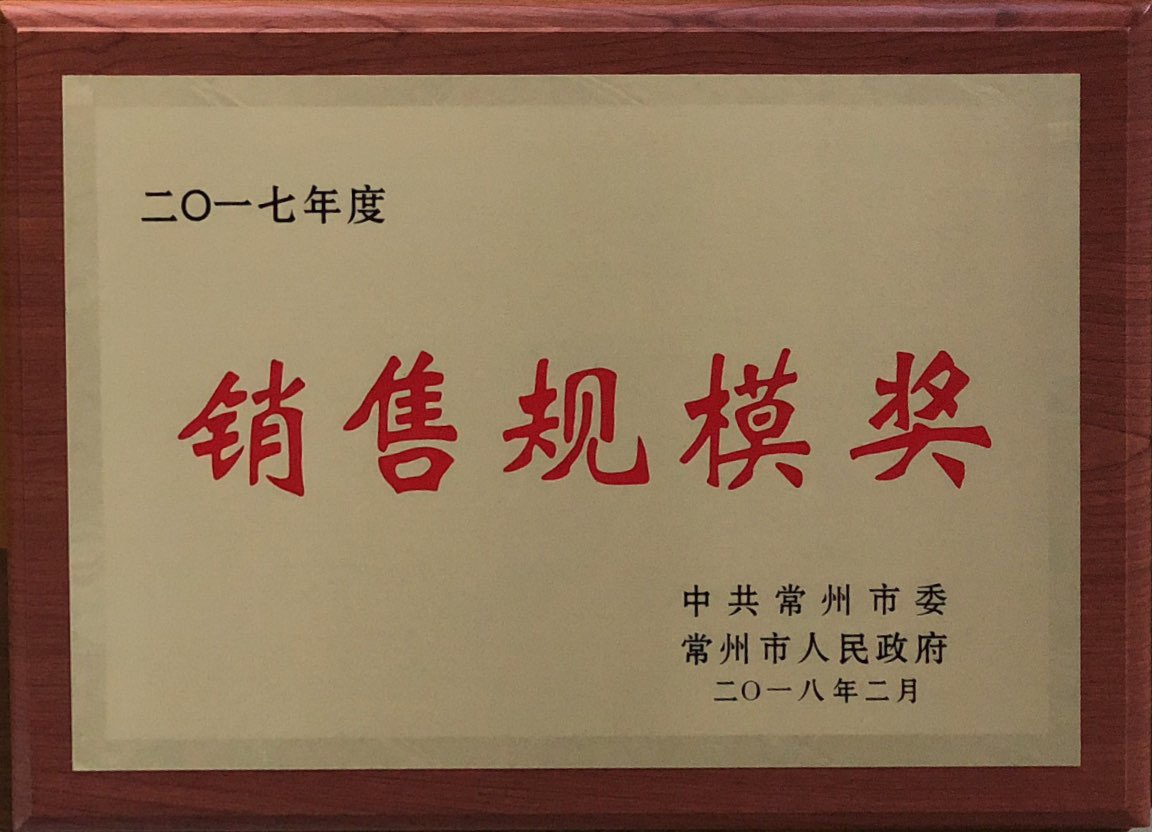 二〇一七年度
销售规模奖
中共常州市委
常州市人民政府
二〇一八年二月